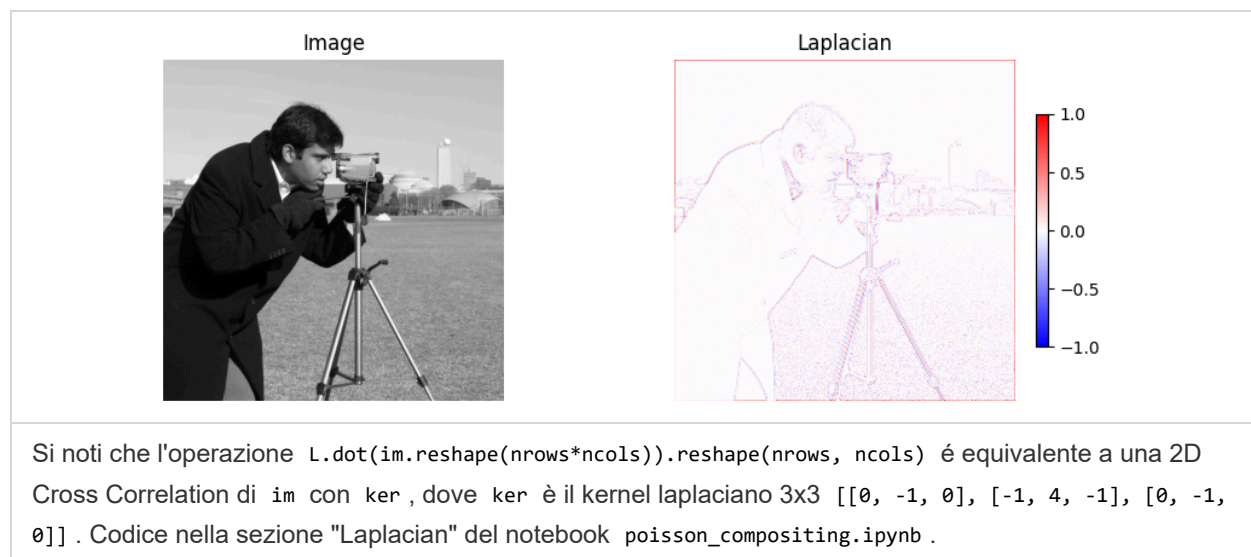 Image
Laplacian
1.0
0.5
0.0
−0.5
−1.0
Si noti che l'operazione L.dot(im.reshape(nrows*ncols)).reshape(nrows, ncols) é equivalente a una 2D
Cross Correlation di im con ker , dove ker è il kernel laplaciano 3x3 [[0, -1, 0], [-1, 4, -1], [0, -1,
0]] . Codice nella sezione "Laplacian" del notebook poisson_compositing.ipynb .